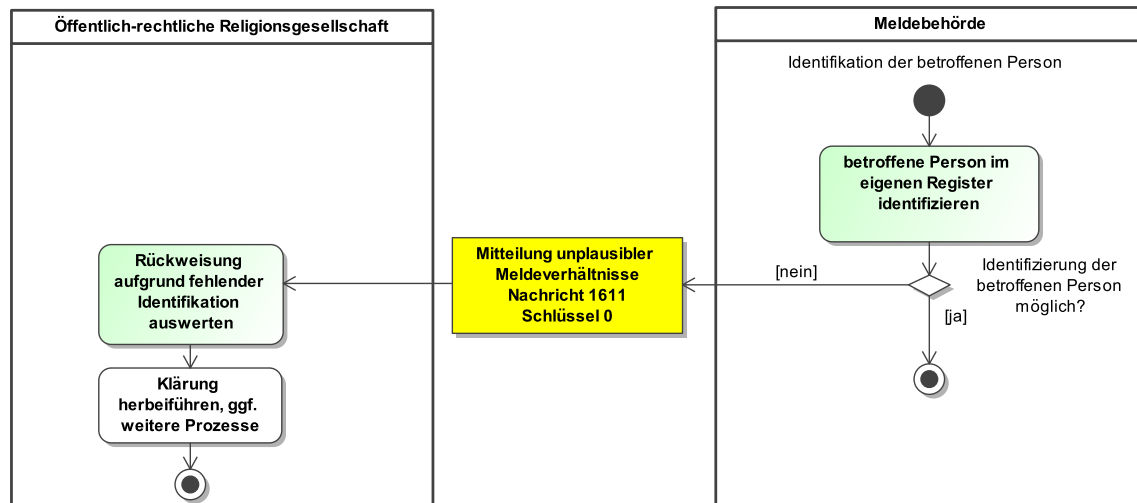 Öffentlich-rechtliche Religionsgesellschaft
Meldebehörde
Identifikation der betroffenen Person
betroffene Person im
eigenen Register
identifizieren
Identifizierung der
betroffenen Person
möglich?
[nein]
[ja]
Mitteilung unplausibler
Meldeverhältnisse
Nachricht 1611
Schlüssel 0
Rückweisung
aufgrund fehlender
Identifikation
auswerten
Klärung
herbeiführen, ggf.
weitere Prozesse